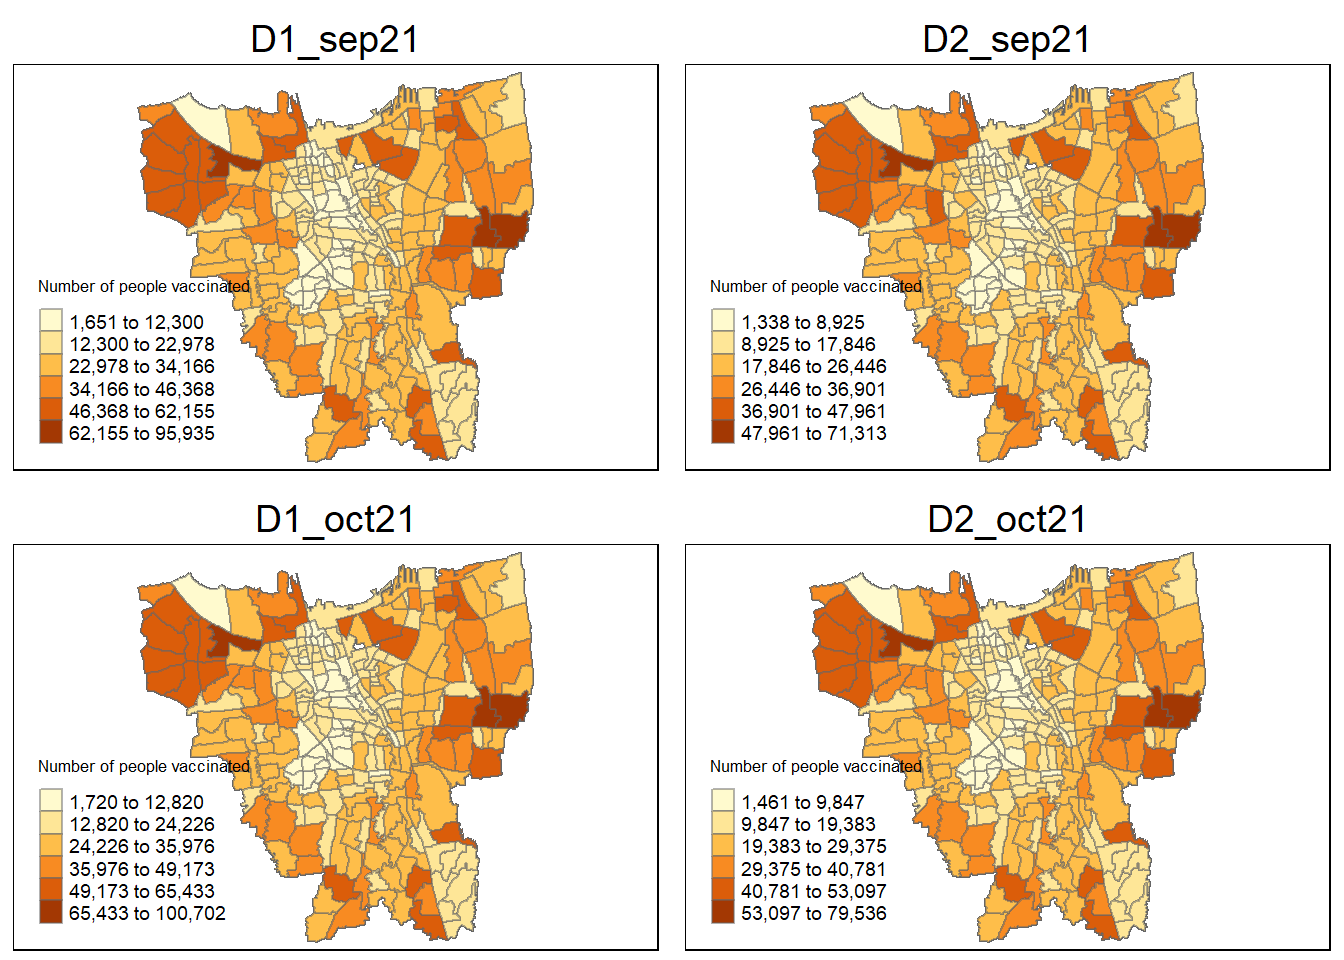 D1_sep21
Number of people vaccinated
1,651 to 12,300
12,300 to 22,978
22,978 to 34,166
34,166 to 46,368
46,368 to 62,155
62,155 to 95,935
D2_sep21
Number of people vaccinated
1,338 to 8,925
8,925 to 17,846
17,846 to 26,446
26,446 to 36,901
36,901 to 47,961
47,961 to 71,313
D1_oct21
Number of people vaccinated
1,720 to 12,820
12,820 to 24,226
24,226 to 35,976
35,976 to 49,173
49,173 to 65,433
65,433 to 100,702
D2_oct21
Number of people vaccinated
1,461 to 9,847
9,847 to 19,383
19,383 to 29,375
29,375 to 40,781
40,781 to 53,097
53,097 to 79,536